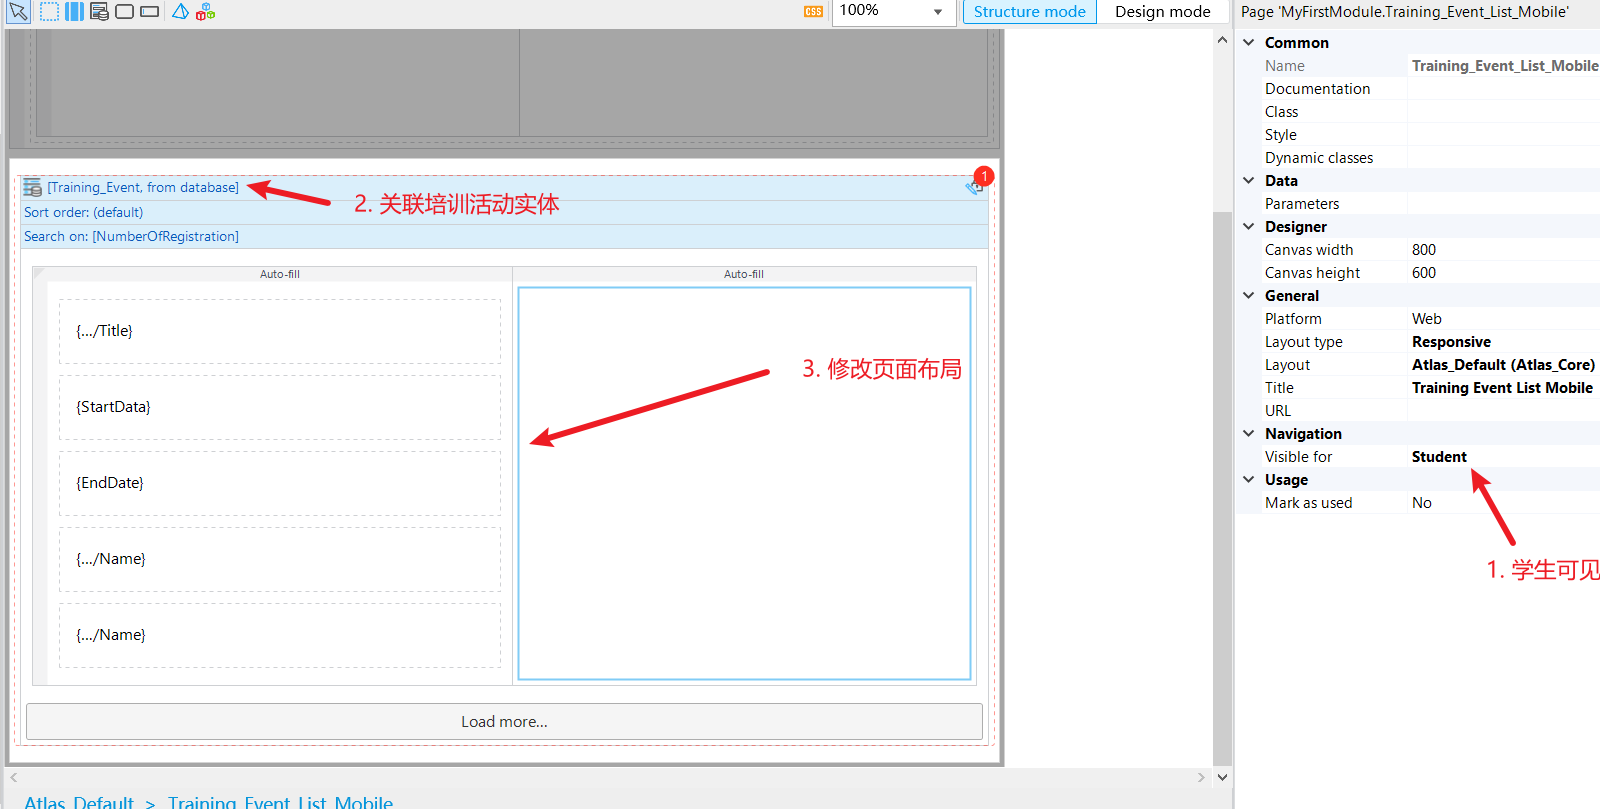 CSS
100%
Structure mode
Design mode
[Training_Event, from database]
1
2. 关联培训活动实体
Sort order: (default)
Search on: [NumberOfRegistration]
Auto-fill
Auto-fill
{.../Title}
{StartData}
{EndDate}
{.../Name}
{.../Name}
3. 修改页面布局
Load more...
Atlas_Default > Training_Event_List_Mobile
Page 'MyFirstModule.Training_Event_List_Mobile'
Common
Name Training_Event_List_Mobile
Documentation
Class
Style
Dynamic classes
Data
Parameters
Designer
Canvas width 800
Canvas height 600
General
Platform Web
Layout type Responsive
Layout Atlas_Default (Atlas_Core)
Title Training Event List Mobile
URL
Navigation
Visible for Student
Usage
Mark as used No
1. 学生可见